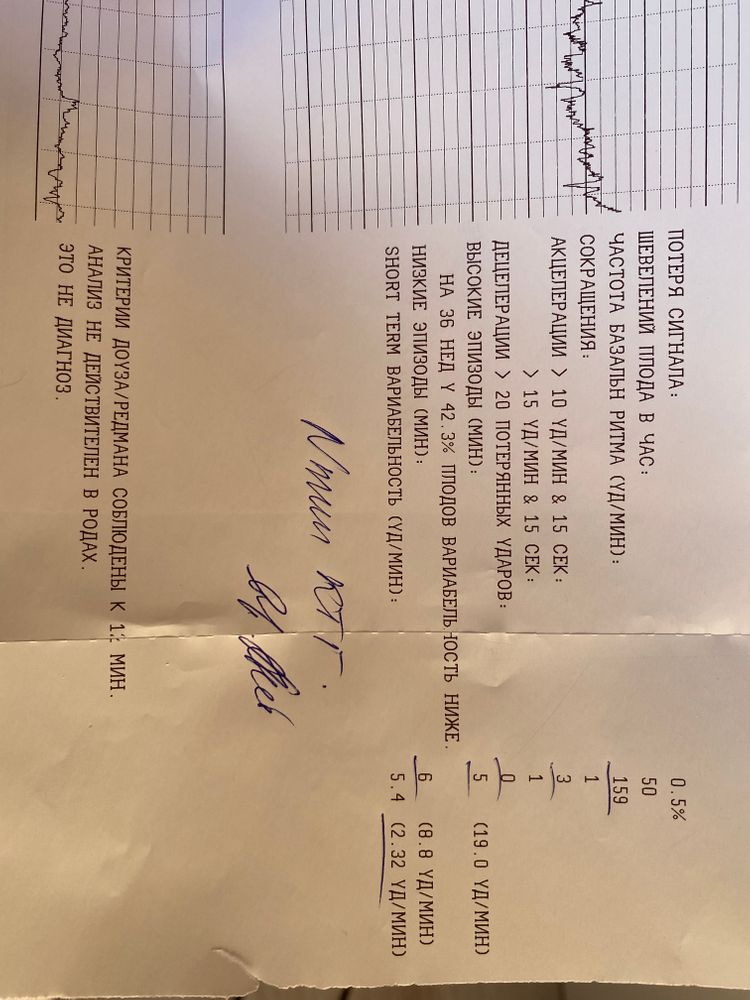 ПОТЕРЯ СИГНАЛА: 0.5%
ШЕВЕЛЕНИЙ ПЛОДА В ЧАС: 50
ЧАСТОТА БАЗАЛЬН РИТМА (УД/МИН): 159
СОКРАЩЕНИЯ: 1
АКЦЕЛЕРАЦИИ > 10 УД/МИН & 15 СЕК: 3
> 15 УД/МИН & 15 СЕК: 1
ДЕЦЕЛЕРАЦИИ > 20 ПОТЕРЯННЫХ УДАРОВ: 0
ВЫСОКИЕ ЭПИЗОДЫ (МИН): 5 (19.0 УД/МИН)
НА 36 НЕД У 42.3% ПЛОДОВ ВАРИАБЕЛЬНОСТЬ НИЖЕ.
НИЗКИЕ ЭПИЗОДЫ (МИН): 6 (8.8 УД/МИН)
SHORT TERM ВАРИАБЕЛЬНОСТЬ (УД/МИН): 5.4 (2.32 УД/МИН)
КТГ.
КРИТЕРИИ ДОУЗА/РЕДМАНА СОБЛЮДЕНЫ К 12 МИН.
АНАЛИЗ НЕ ДЕЙСТВИТЕЛЕН В РОДАХ.
ЭТО НЕ ДИАГНОЗ.